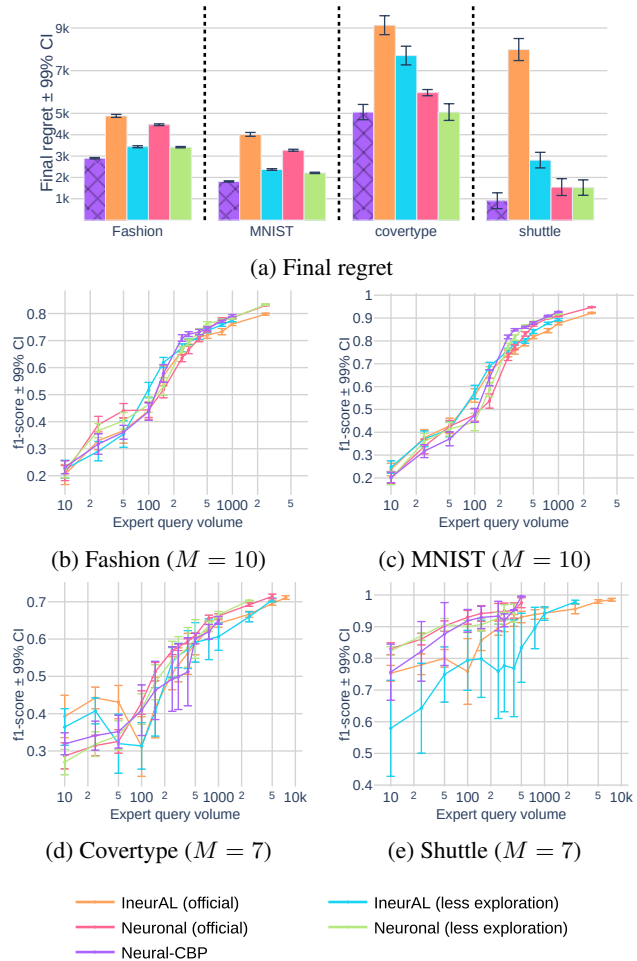 Final regret ± 99% CI
9k
7k
5k
4k
3k
2k
1k
Fashion MNIST covertype shuttle
(a) Final regret
f1-score ± 99% CI
0.8
0.7
0.6
0.5
0.4
0.3
0.2
10 2 5 100 2 5 1000 2 5
Expert query volume
(b) Fashion (M = 10)
f1-score ± 99% CI
1
0.9
0.8
0.7
0.6
0.5
0.4
0.3
0.2
10 2 5 100 2 5 1000 2 5
Expert query volume
(c) MNIST (M = 10)
f1-score ± 99% CI
0.7
0.6
0.5
0.4
0.3
10 2 5 100 2 5 1000 2 5 10k
Expert query volume
(d) Covertype (M = 7)
f1-score ± 99% CI
1
0.9
0.8
0.7
0.6
0.5
0.4
10 2 5 100 2 5 1000 2 5 10k
Expert query volume
(e) Shuttle (M = 7)
IneurAL (official)
IneurAL (less exploration)
Neuronal (official)
Neuronal (less exploration)
Neural-CBP